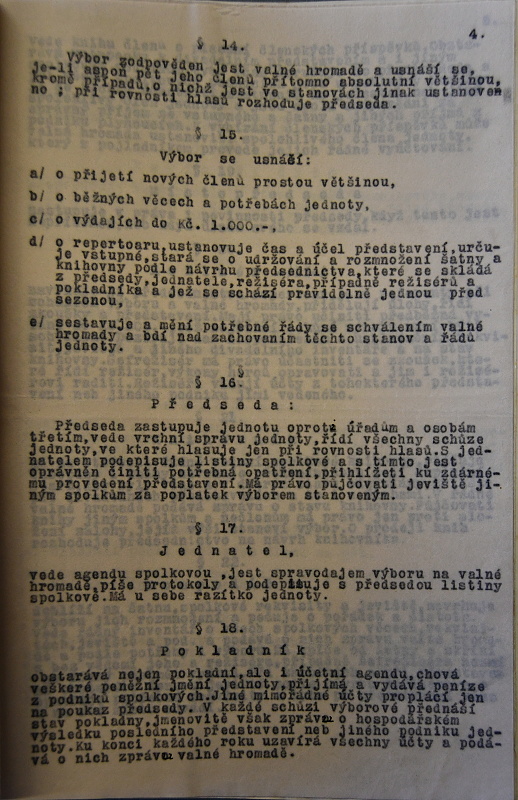 4.
§ 14.
Výbor zodpověden jest valné hromadě a usnáší se,
je-li aspoň pět jeho členů přítomno absolutní většinou,
kromě případů,o nichž jest ve stanovách jinak ustanoven
no ; při rovnosti hlasů rozhoduje předseda.
§ 15.
Výbor se usnáší:
a/ o přijetí nových členů prostou většinou,
b/ o běžných věcech a potřebách jednoty,
c/ o výdajích do Kč. 1.000.-,
d/ o repertoaru,ustanovuje čas a účel představení,urču-
je vstupné,stará se o udržování a rozmnožení šatny a
knihovny podle návrhu předsednictva,které se skládá
z předsedy,jednatele,režiséra,případně režisérů a
pokladníka a jež se schází pravidelně jednou před
sezonou,
e/ sestavuje a mění potřebné řády se schválením valné
hromady a bdí nad zachovaním těchto stanov a řádů
jednoty.
§
§ 16.
P ř e d s e d a :
Předseda zastupuje jednotu oproti úřadům a osobám
třetím,vede vrchní správu jednoty,řídí všechny schůze
jednoty,ve které hlasuje jen při rovnosti hlasů.S jed-
natelem podepisuje listiny spolkové a s tímto jest
oprávněn činiti potřebná opatření,přihlížeti ku zdárné-
mu provedení představení.Má právo půjčovati jeviště ji-
ným spolkům za poplatek výborem stanoveným.
§ 17.
J e d n a t e l,
vede agendu spolkovou ,jest spravodajem výboru na valné
hromadě,píše protokoly a podepisuje s předsedou listiny
spolkové.Má u sebe razítko jednoty.
§ 18.
P o k l a d n í k
obstarává nejen pokladní,ale i účetní agendu,chová
veškeré peněžní jmění jednoty,přijímá a vydává peníze
z podniků spolkových.Jiné mimořádné účty proplácí jen
na poukaz předsedy. V každé schůzi výborové přednáší
stav pokladny,jmenovitě však zprávu o hospodářském
výsledku posledního představení neb jiného podniku jed-
noty.Ku konci každého roku uzavírá všechny účty a podá-
vá o nich zprávu valné hromadě.